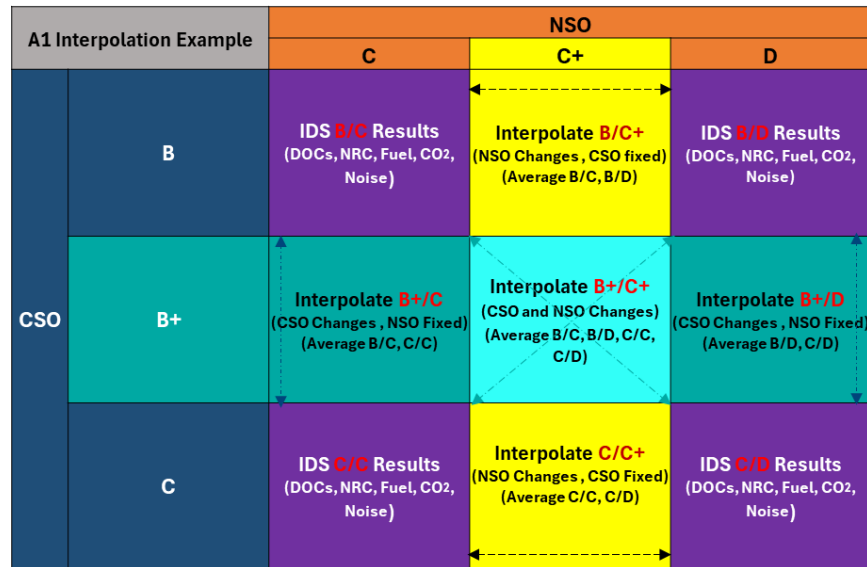 A1 Interpolation Example
NSO
C
C+
D
CSO
B
IDS B/C Results
(DOCs, NRC, Fuel, CO₂,
Noise)
Interpolate B/C+
(NSO Changes , CSO fixed)
(Average B/C, B/D)
IDS B/D Results
(DOCs, NRC, Fuel, CO₂,
Noise)
B+
Interpolate B+/C
(CSO Changes , NSO Fixed)
(Average B/C, C/C)
Interpolate B+/C+
(CSO and NSO Changes)
(Average B/C, B/D, C/C,
C/D)
Interpolate B+/D
(CSO Changes , NSO Fixed)
(Average B/D, C/D)
C
IDS C/C Results
(DOCs, NRC, Fuel, CO₂,
Noise)
Interpolate C/C+
(NSO Changes, CSO Fixed)
(Average C/C, C/D)
IDS C/D Results
(DOCs, NRC, Fuel, CO₂,
Noise)